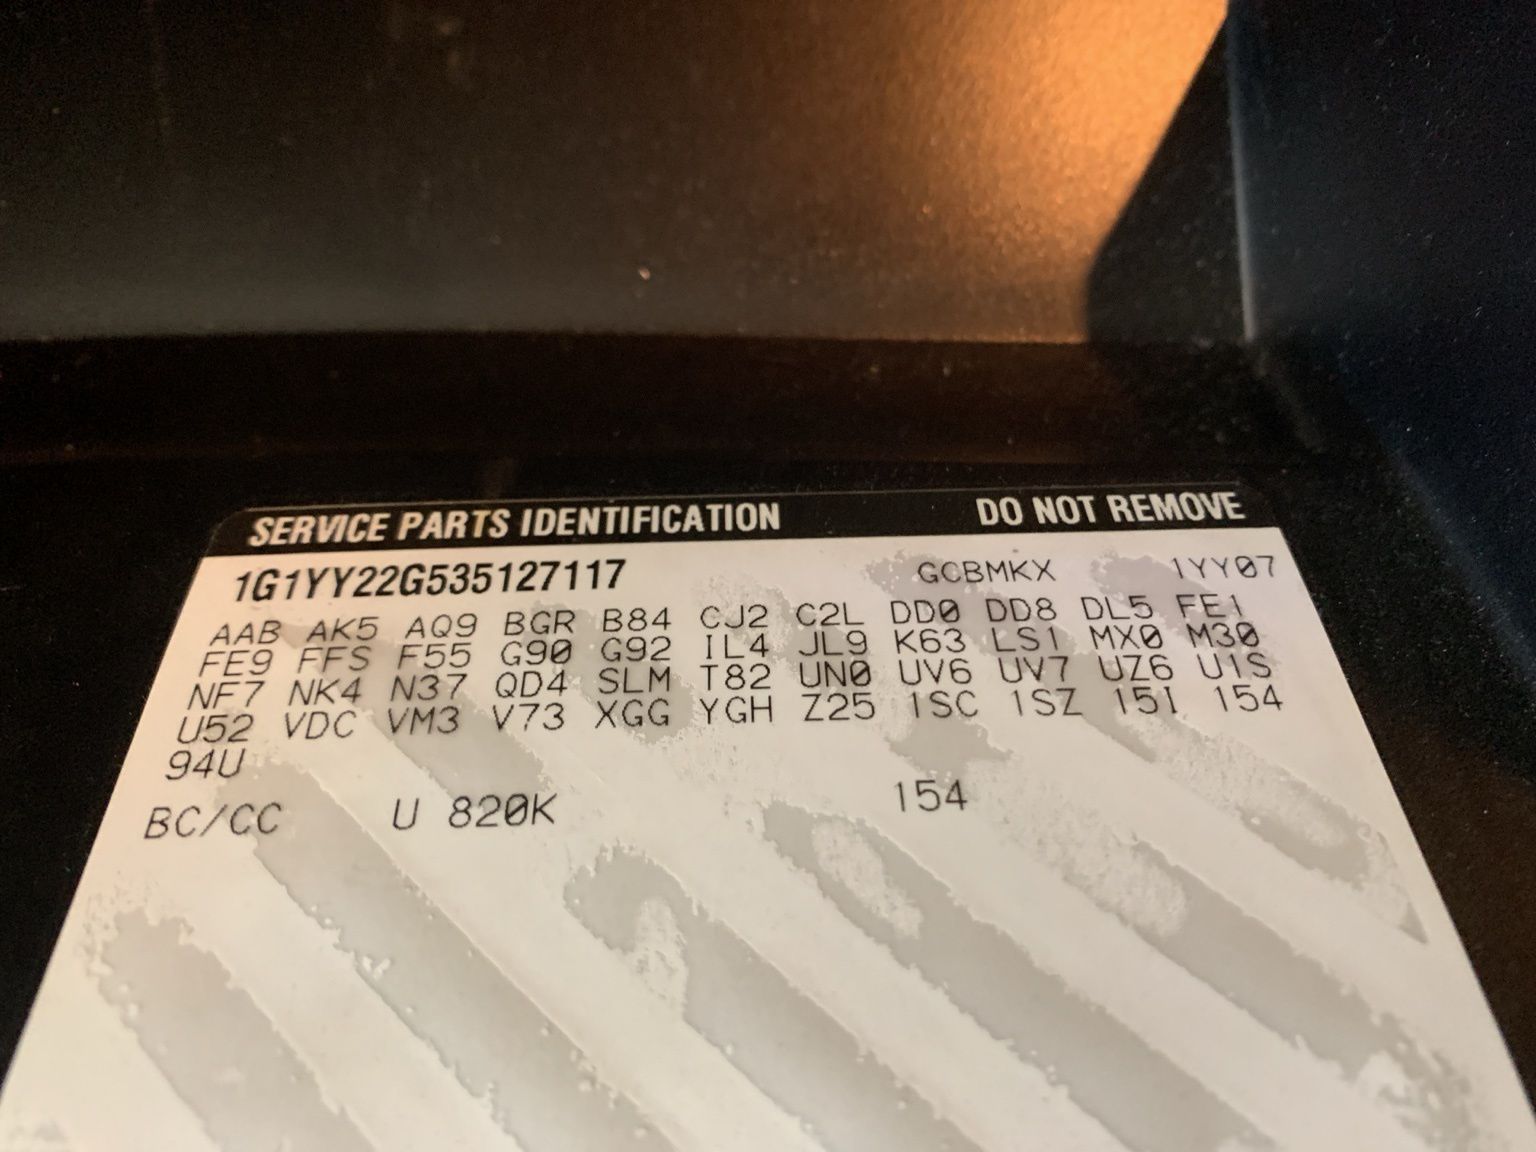 SERVICE PARTS IDENTIFICATION DO NOT REMOVE
1G1YY22G535127117 GCBMKX 1YY07
AAB AK5 AQ9 BGR B84 CJ2 C2L DD0 DD8 DL5 FE1
FE9 FFS F55 G90 G92 IL4 JL9 K63 LS1 MX0 M30
NF7 NK4 N37 QD4 SLM T82 UN0 UV6 UV7 UZ6 U1S
U52 VDC VM3 V73 XGG YGH Z25 1SC 1SZ 15I 154
94U
BC/CC U 820K 154